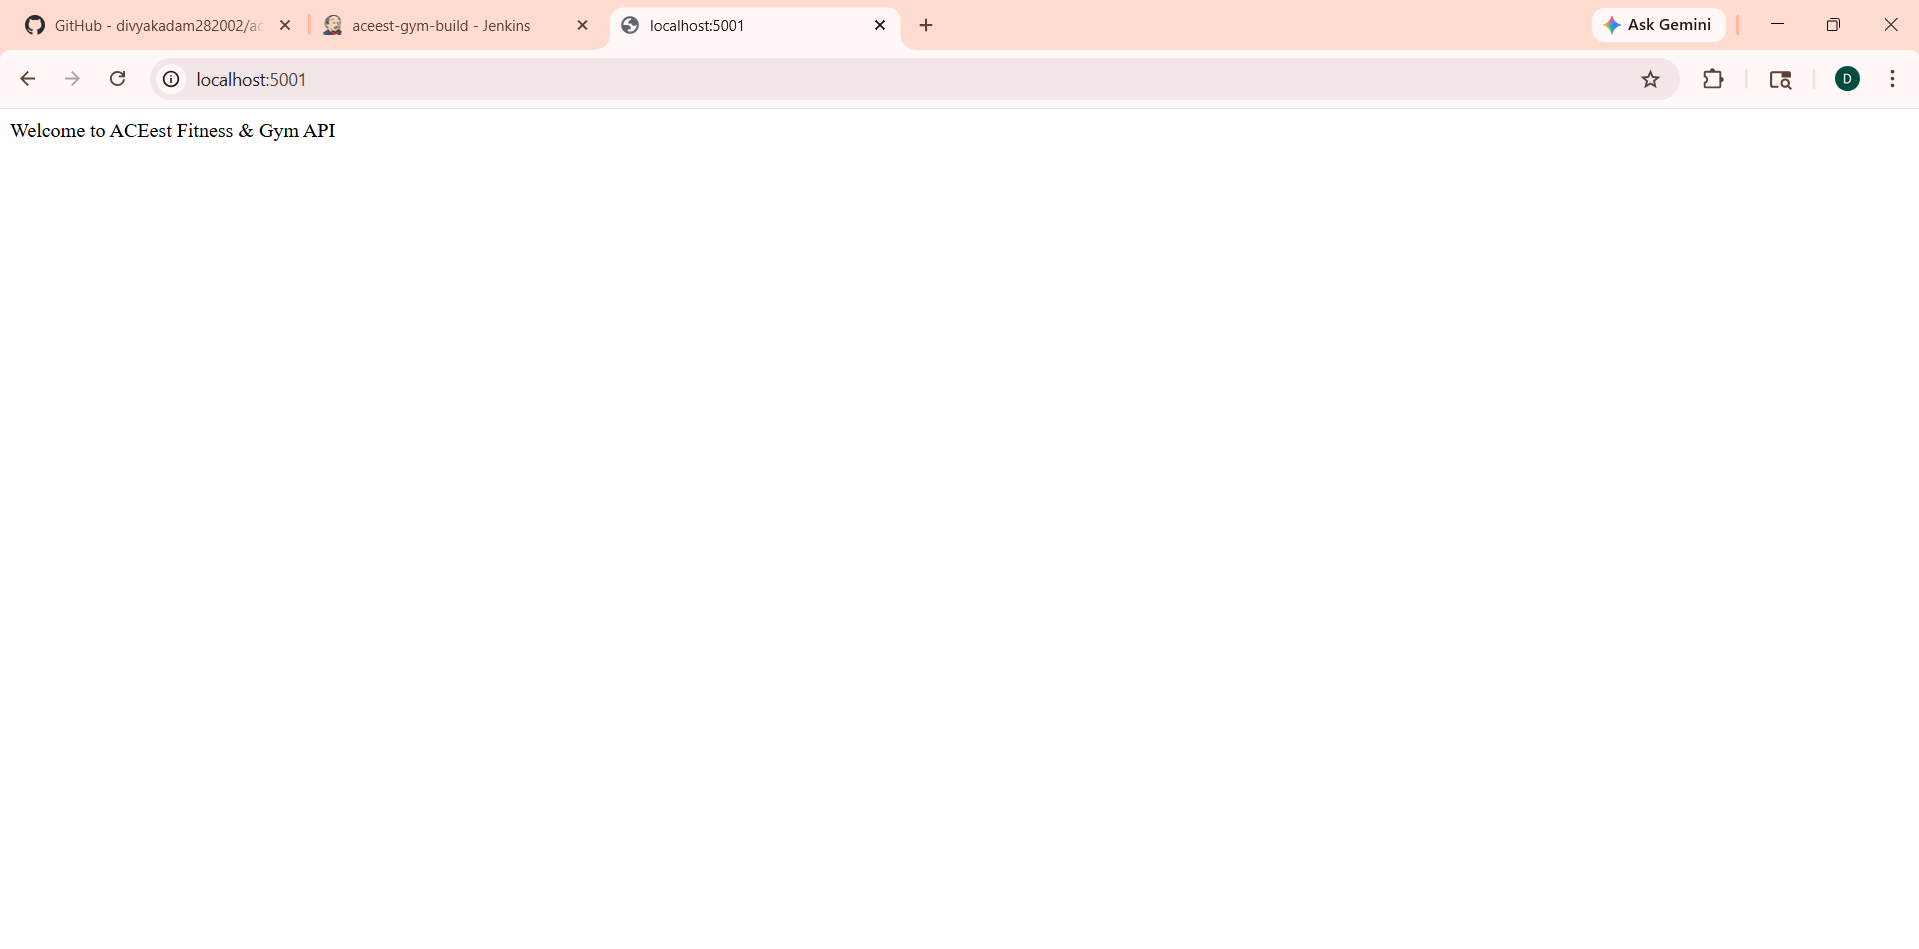 GitHub - divyakadam282002/ac
aceest-gym-build - Jenkins
localhost:5001
Ask Gemini
localhost:5001
D
Welcome to ACEest Fitness & Gym API